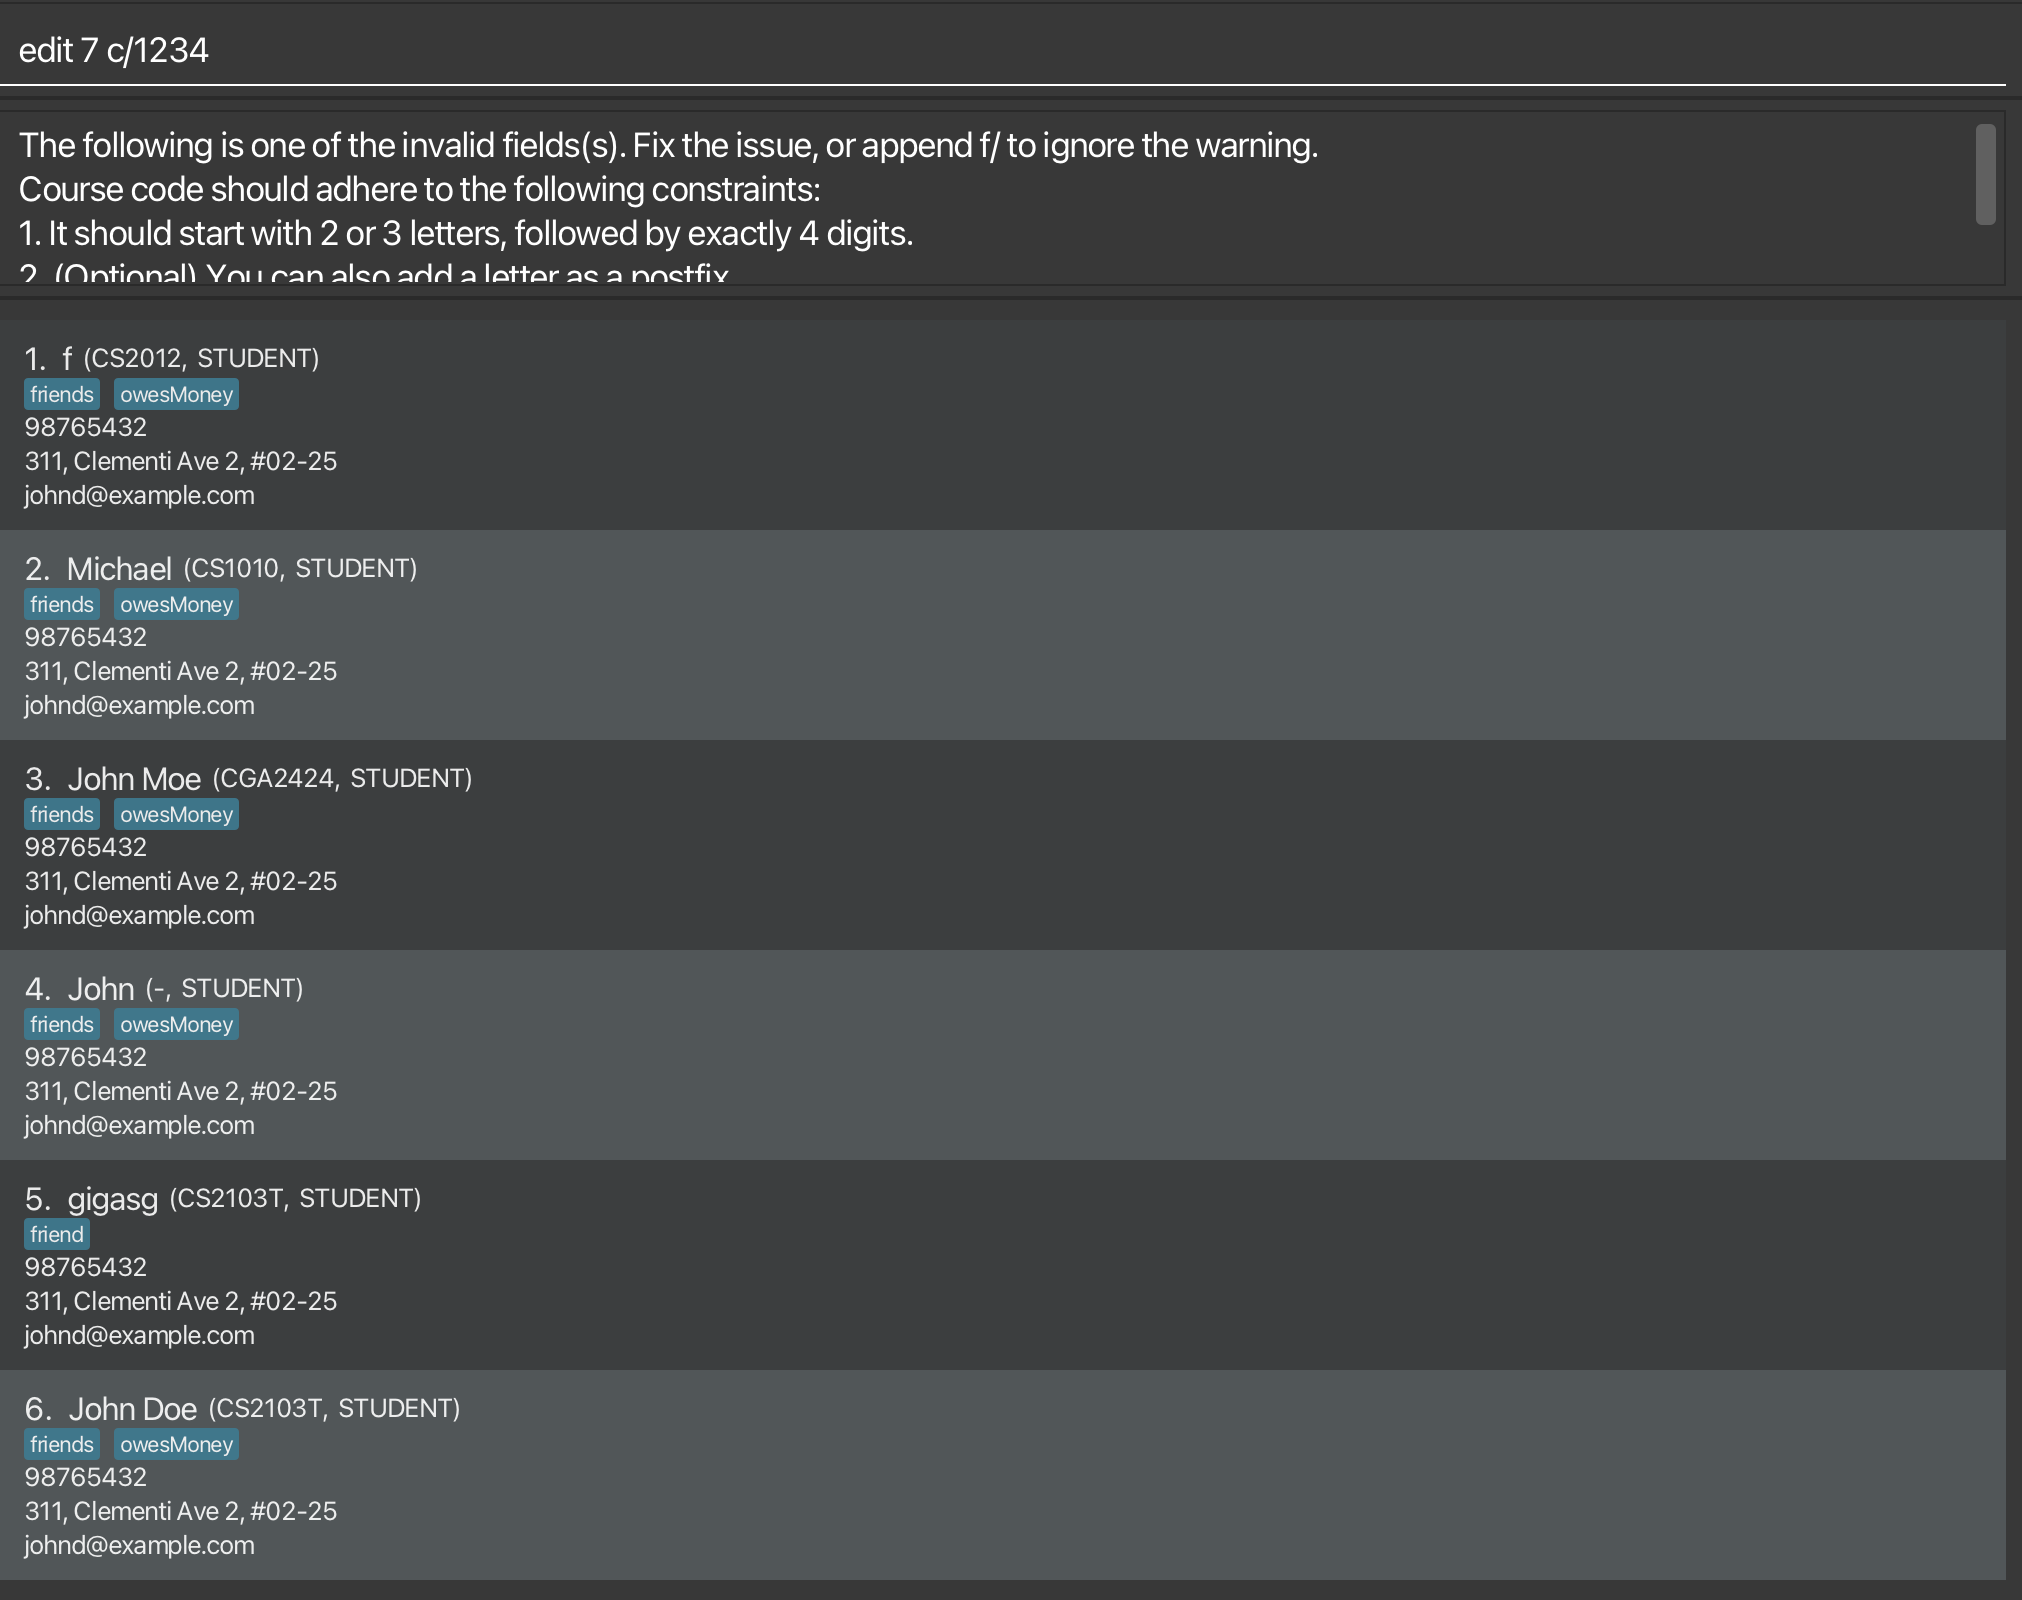 edit 7 c/1234
The following is one of the invalid fields(s). Fix the issue, or append f/ to ignore the warning.
Course code should adhere to the following constraints:
1. It should start with 2 or 3 letters, followed by exactly 4 digits.
2. (Optional) You can also add a letter as a postfix
1. f (CS2012, STUDENT)
friends owesMoney
98765432
311, Clementi Ave 2, #02-25
johnd@example.com
2. Michael (CS1010, STUDENT)
friends owesMoney
98765432
311, Clementi Ave 2, #02-25
johnd@example.com
3. John Moe (CGA2424, STUDENT)
friends owesMoney
98765432
311, Clementi Ave 2, #02-25
johnd@example.com
4. John (-, STUDENT)
friends owesMoney
98765432
311, Clementi Ave 2, #02-25
johnd@example.com
5. gigasg (CS2103T, STUDENT)
friend
98765432
311, Clementi Ave 2, #02-25
johnd@example.com
6. John Doe (CS2103T, STUDENT)
friends owesMoney
98765432
311, Clementi Ave 2, #02-25
johnd@example.com